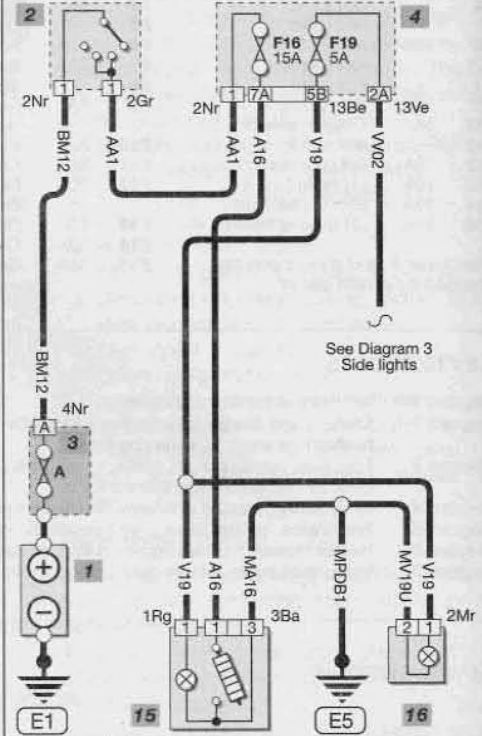 2
4
F16
15A
F19
5A
1
1
2Nr
2Gr
1
7A
5B
2A
2Nr
13Be
13Ve
BM12
AA1
AA1
A16
V19
VV02
See Diagram 3
Side lights
BM12
4Nr
A
3
A
1
+
−
V19
A16
MA16
MPDB1
MV19U
V19
1Rg
1
1
3
3Ba
2
1
2Mr
E1
15
E5
16